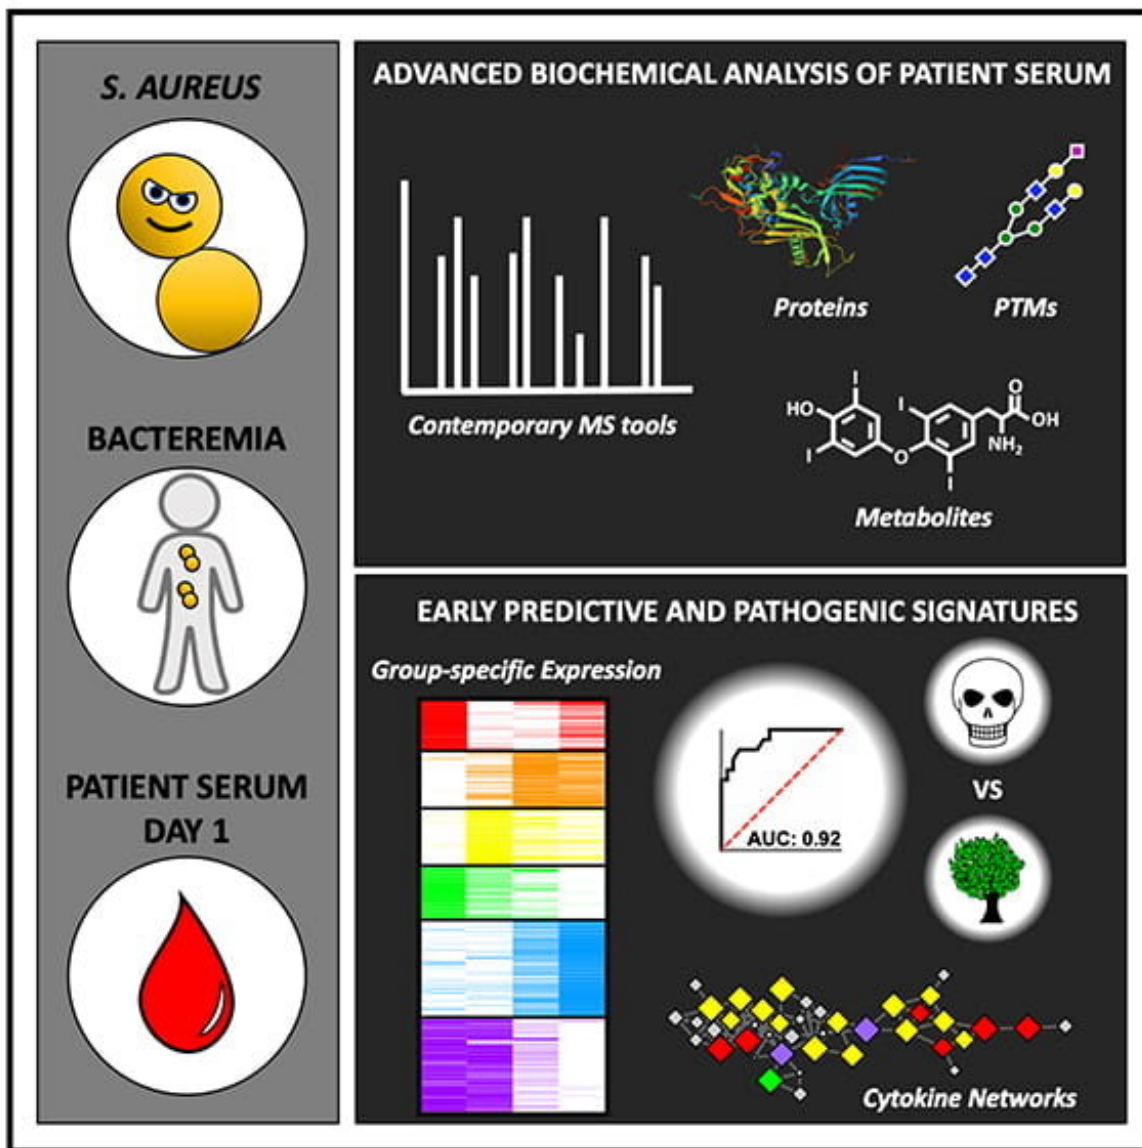 S. AUREUS
BACTEREMIA
PATIENT SERUM
DAY 1
ADVANCED BIOCHEMICAL ANALYSIS OF PATIENT SERUM
Contemporary MS tools
Proteins
PTMs
HO
I
I
O
I
I
O
OH
NH₂
Metabolites
EARLY PREDICTIVE AND PATHOGENIC SIGNATURES
Group-specific Expression
AUC: 0.92
VS
Cytokine Networks